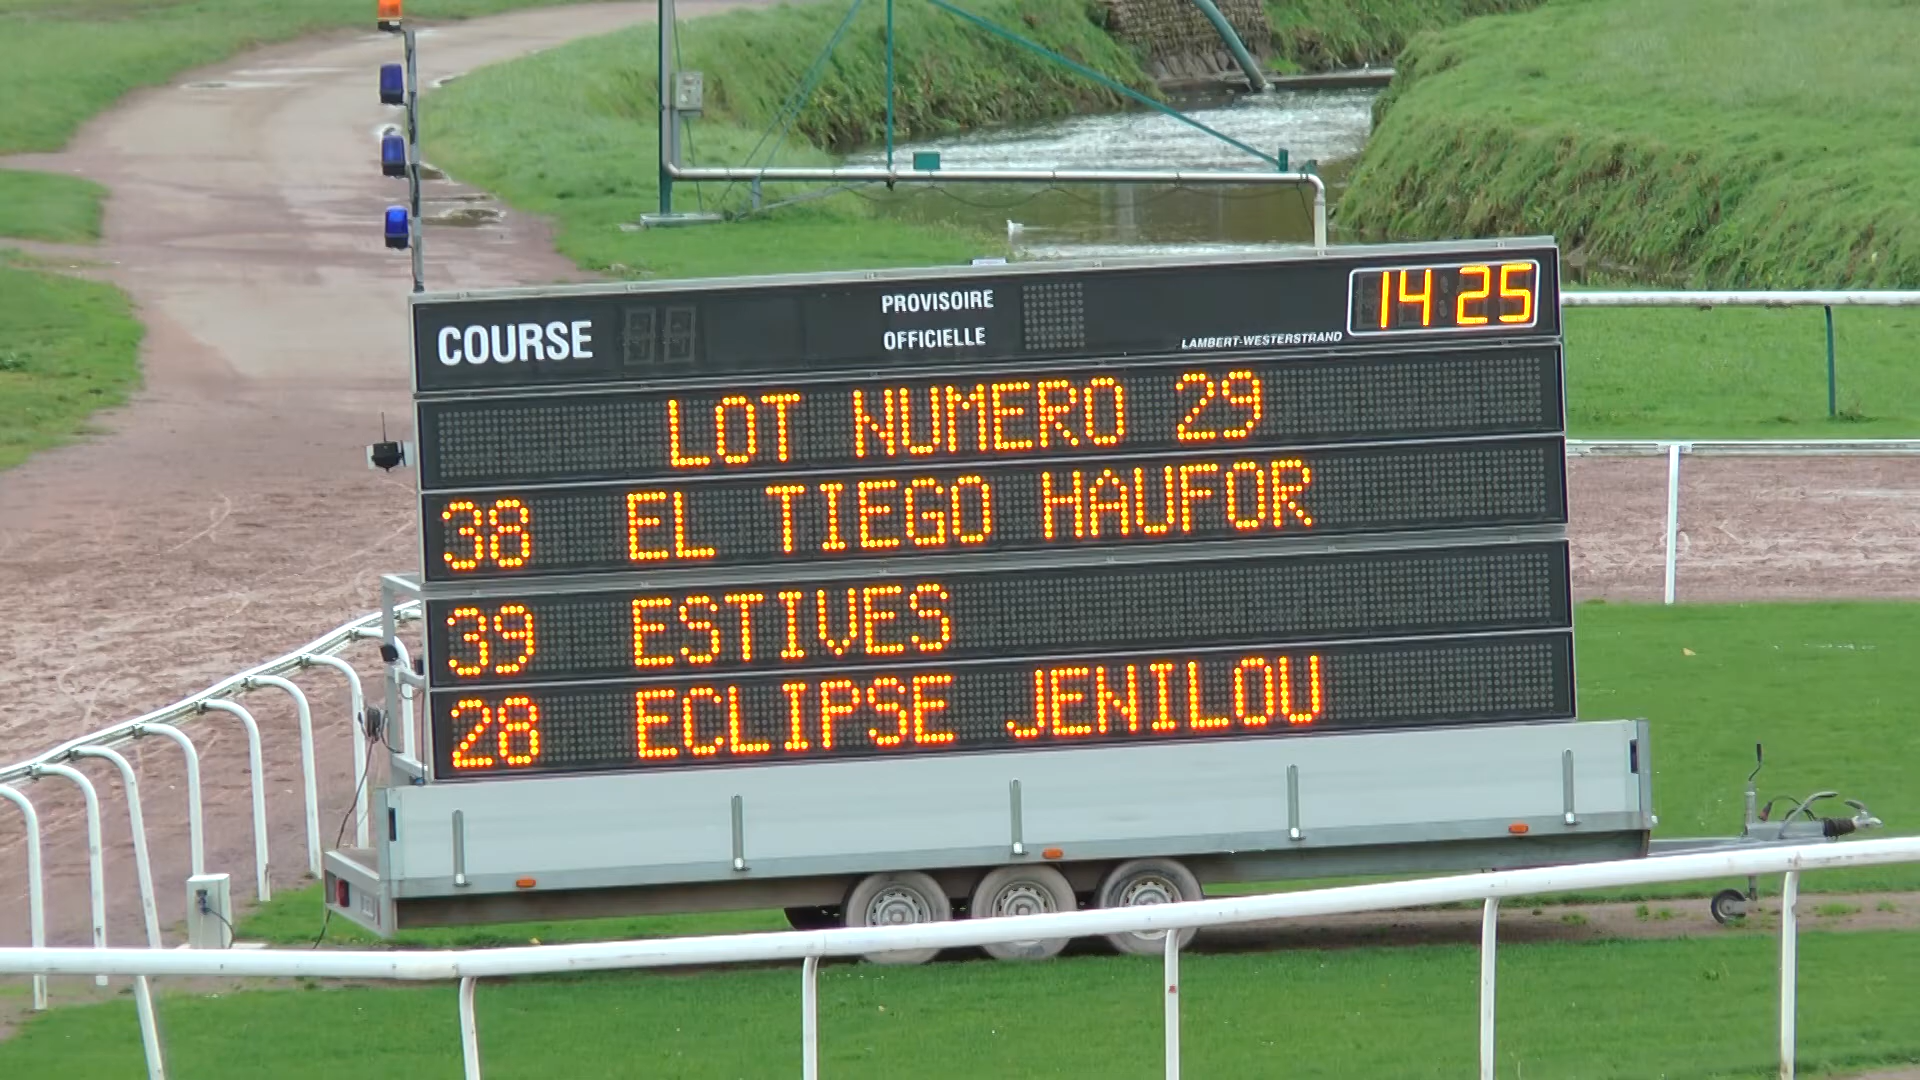 COURSE PROVISOIRE 14:25
OFFICIELLE LAMBERT-WESTERSTRAND
LOT NUMERO 29
38 EL TIEGO HAUFOR
39 ESTIVES
28 ECLIPSE JENILOU